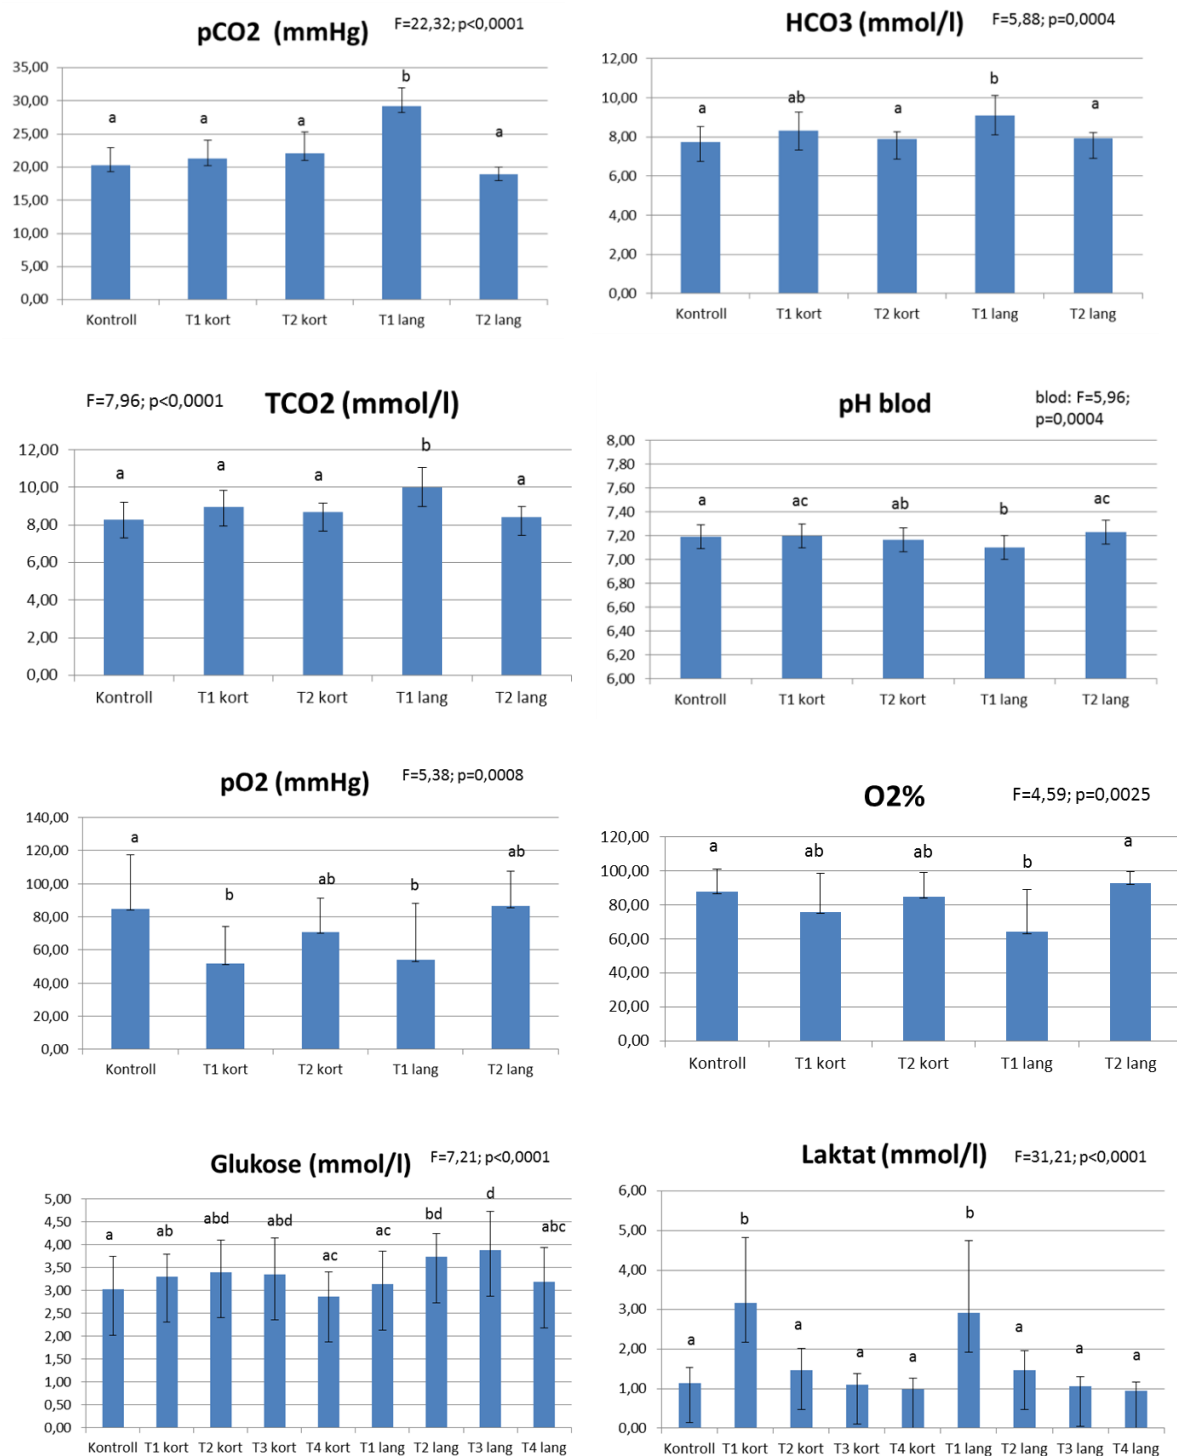 pCO2 (mmHg)
F=22,32; p<0,0001
35,00
30,00
25,00
20,00
15,00
10,00
5,00
0,00
a
a
a
b
a
Kontroll T1 kort T2 kort T1 lang T2 lang
HCO3 (mmol/l)
F=5,88; p=0,0004
12,00
10,00
8,00
6,00
4,00
2,00
0,00
a
ab
a
b
a
Kontroll T1 kort T2 kort T1 lang T2 lang
F=7,96; p<0,0001
TCO2 (mmol/l)
12,00
10,00
8,00
6,00
4,00
2,00
0,00
a
a
a
b
a
Kontroll T1 kort T2 kort T1 lang T2 lang
pH blod
blod: F=5,96;
p=0,0004
8,00
7,80
7,60
7,40
7,20
7,00
6,80
6,60
6,40
6,20
6,00
a
ac
ab
b
ac
Kontroll T1 kort T2 kort T1 lang T2 lang
pO2 (mmHg)
F=5,38; p=0,0008
140,00
120,00
100,00
80,00
60,00
40,00
20,00
0,00
a
b
ab
b
ab
Kontroll T1 kort T2 kort T1 lang T2 lang
O2%
F=4,59; p=0,0025
120,00
100,00
80,00
60,00
40,00
20,00
0,00
a
ab
ab
b
a
Kontroll T1 kort T2 kort T1 lang T2 lang
Glukose (mmol/l)
F=7,21; p<0,0001
5,00
4,50
4,00
3,50
3,00
2,50
2,00
1,50
1,00
0,50
0,00
a
ab
abd
abd
ac
ac
bd
d
abc
Kontroll T1 kort T2 kort T3 kort T4 kort T1 lang T2 lang T3 lang T4 lang
Laktat (mmol/l)
F=31,21; p<0,0001
6,00
5,00
4,00
3,00
2,00
1,00
0,00
a
b
a
a
a
b
a
a
a
Kontroll T1 kort T2 kort T3 kort T4 kort T1 lang T2 lang T3 lang T4 lang